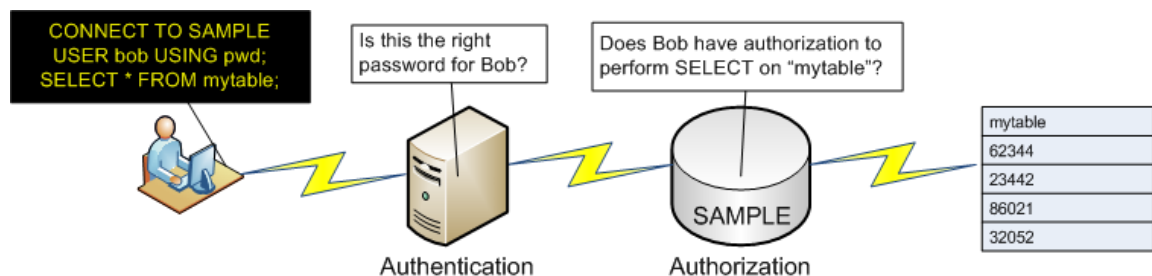 CONNECT TO SAMPLE
USER bob USING pwd;
SELECT * FROM mytable;
Is this the right
password for Bob?
Does Bob have authorization to
perform SELECT on “mytable”?
mytable
62344
23442
86021
32052
SAMPLE
Authentication
Authorization